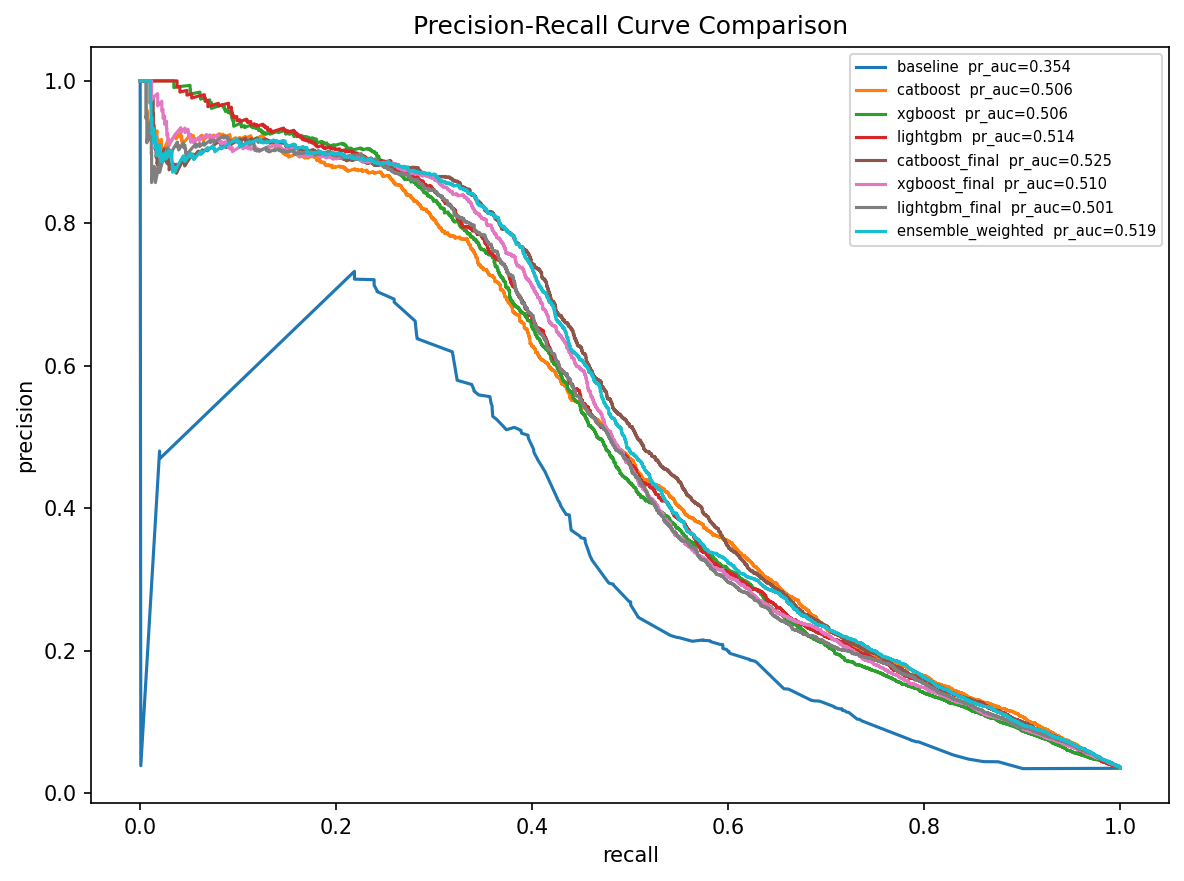 Precision-Recall Curve Comparison
baseline  pr_auc=0.354
catboost  pr_auc=0.506
xgboost  pr_auc=0.506
lightgbm  pr_auc=0.514
catboost_final  pr_auc=0.525
xgboost_final  pr_auc=0.510
lightgbm_final  pr_auc=0.501
ensemble_weighted  pr_auc=0.519
precision
1.0
0.8
0.6
0.4
0.2
0.0
0.0 0.2 0.4 0.6 0.8 1.0
recall